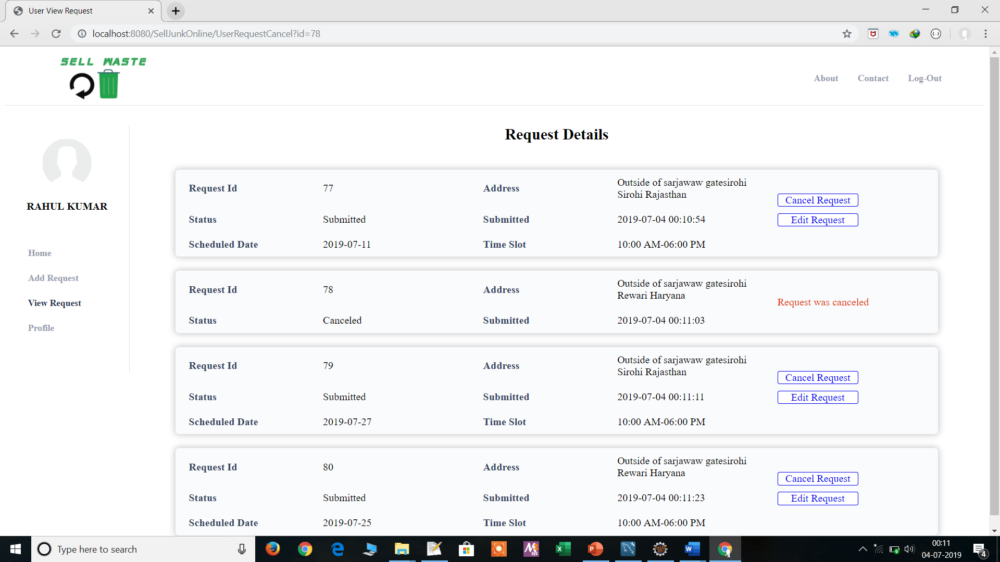 User View Request
localhost:8080/SellJunkOnline/UserRequestCancel?id=78
SELL WASTE
About Contact Log-Out
RAHUL KUMAR
Home
Add Request
View Request
Profile
Request Details
Request Id 77 Address Outside of sarjawaw gatesirohi
Sirohi Rajasthan
Cancel Request
Status Submitted Submitted 2019-07-04 00:10:54 Edit Request
Scheduled Date 2019-07-11 Time Slot 10:00 AM-06:00 PM
Request Id 78 Address Outside of sarjawaw gatesirohi
Rewari Haryana
Request was canceled
Status Canceled Submitted 2019-07-04 00:11:03
Request Id 79 Address Outside of sarjawaw gatesirohi
Sirohi Rajasthan
Cancel Request
Status Submitted Submitted 2019-07-04 00:11:11 Edit Request
Scheduled Date 2019-07-27 Time Slot 10:00 AM-06:00 PM
Request Id 80 Address Outside of sarjawaw gatesirohi
Rewari Haryana
Cancel Request
Status Submitted Submitted 2019-07-04 00:11:23 Edit Request
Scheduled Date 2019-07-25 Time Slot 10:00 AM-06:00 PM
Type here to search
00:11
04-07-2019
4